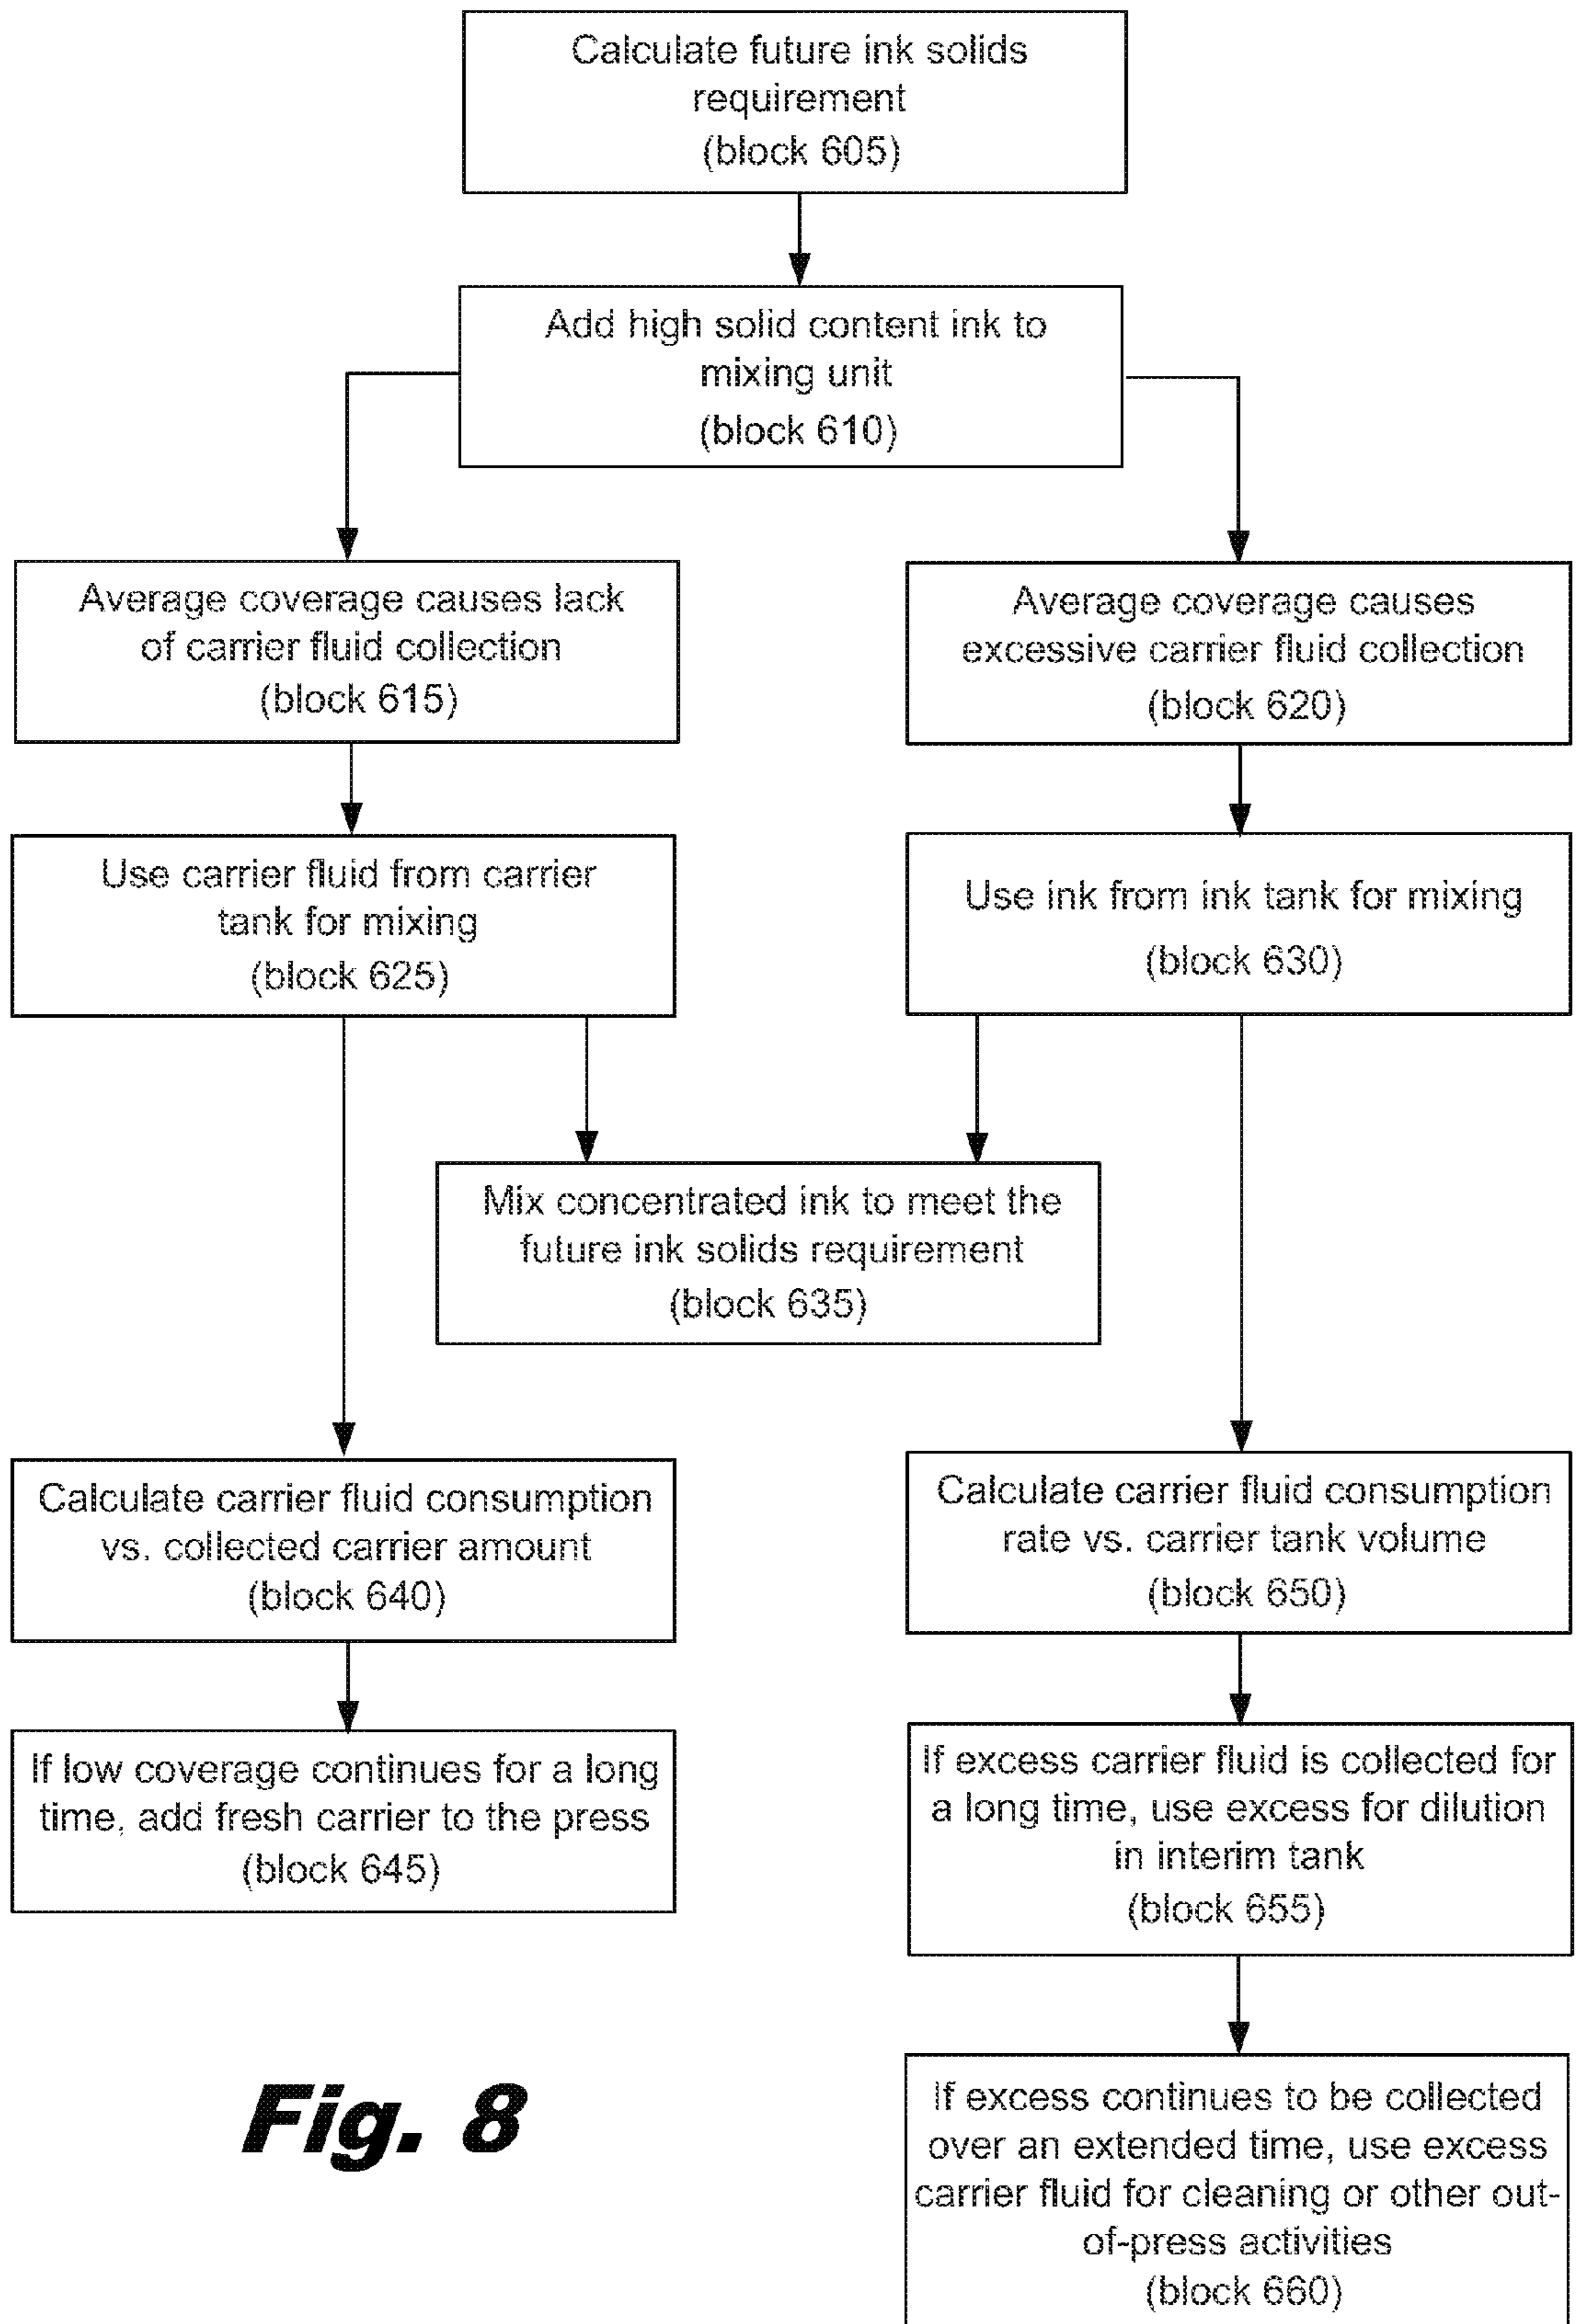 Calculate future ink solids
requirement
(block 605)
Add high solid content ink to
mixing unit
(block 610)
Average coverage causes lack
of carrier fluid collection
(block 615)
Average coverage causes
excessive carrier fluid collection
(block 620)
Use carrier fluid from carrier
tank for mixing
(block 625)
Use ink from ink tank for mixing
(block 630)
Mix concentrated ink to meet the
future ink solids requirement
(block 635)
Calculate carrier fluid consumption
vs. collected carrier amount
(block 640)
Calculate carrier fluid consumption
rate vs. carrier tank volume
(block 650)
If low coverage continues for a long
time, add fresh carrier to the press
(block 645)
If excess carrier fluid is collected for
a long time, use excess for dilution
in interim tank
(block 655)
If excess continues to be collected
over an extended time, use excess
carrier fluid for cleaning or other out-
of-press activities
(block 660)
Fig. 8